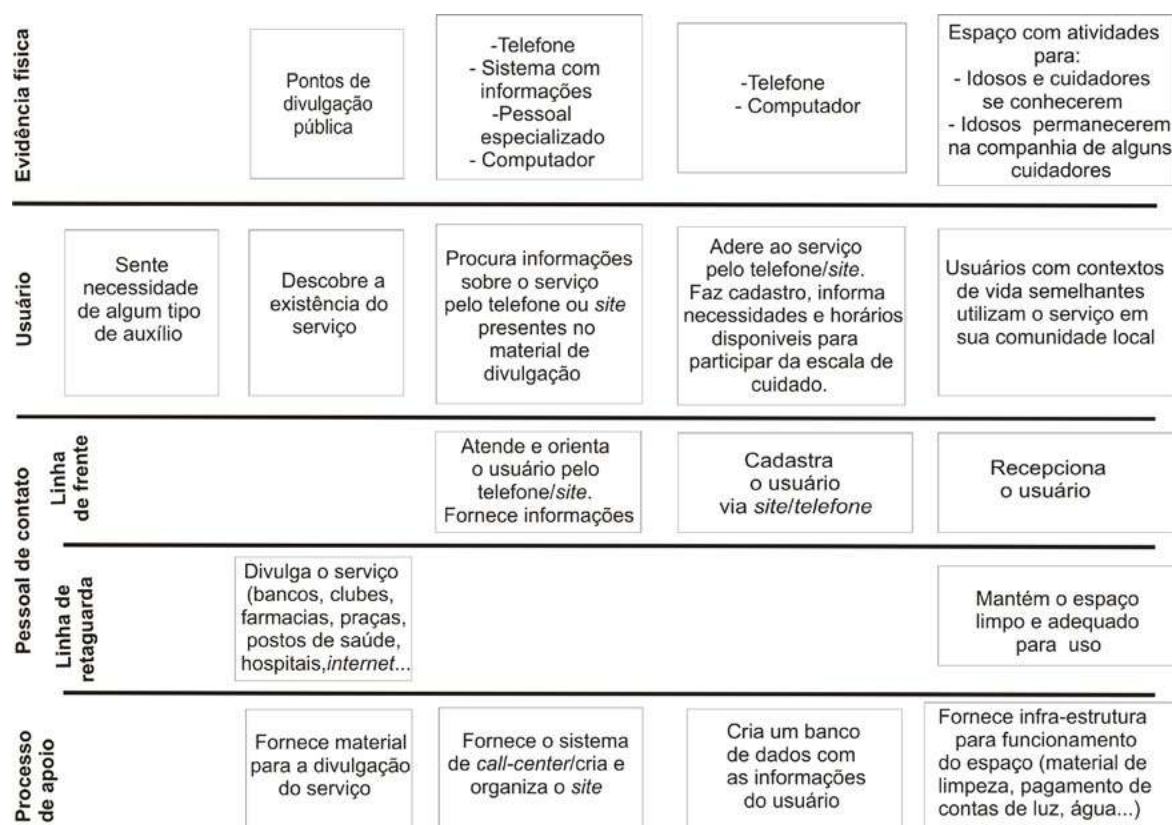 Evidência física
Pontos de
divulgação
pública
-Telefone
- Sistema com
informações
-Pessoal
especializado
- Computador
-Telefone
- Computador
Espaço com atividades
para:
- Idosos e cuidadores
se conhecerem
- Idosos permanecerem
na companhia de alguns
cuidadores
Usuário
Sente
necessidade
de algum tipo
de auxílio
Descobre a
existência do
serviço
Procura informações
sobre o serviço
pelo telefone ou site
presentes no
material de
divulgação
Adere ao serviço
pelo telefone/site.
Faz cadastro, informa
necessidades e horários
disponiveis para
participar da escala de
cuidado.
Usuários com contextos
de vida semelhantes
utilizam o serviço em
sua comunidade local
Pessoal de contato
Linha
de frente
Atende e orienta
o usuário pelo
telefone/site.
Fornece informações
Cadastra
o usuário
via site/telefone
Recepciona
o usuário
Linha de
retaguarda
Divulga o serviço
(bancos, clubes,
farmacias, praças,
postos de saúde,
hospitais,internet...
Mantém o espaço
limpo e adequado
para uso
Processo
de apoio
Fornece material
para a divulgação
do serviço
Fornece o sistema
de call-center/cria e
organiza o site
Cria um banco
de dados com
as informações
do usuário
Fornece infra-estrutura
para funcionamento
do espaço (material de
limpeza, pagamento de
contas de luz, água...)